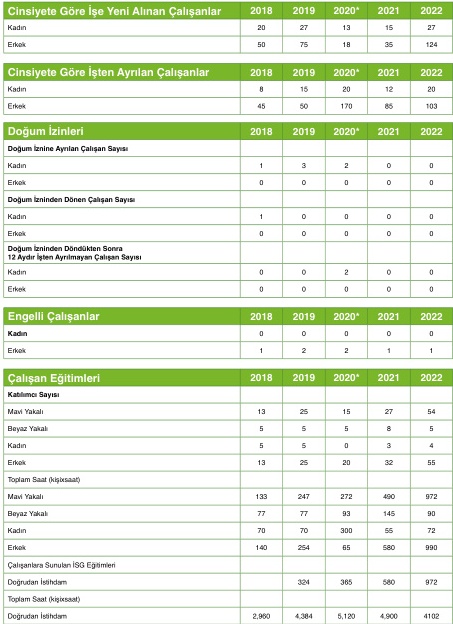 Cinsiyete Göre İşe Yeni Alınan Çalışanlar 2018 2019 2020* 2021 2022
Kadın 20 27 13 15 27
Erkek 50 75 18 35 124
Cinsiyete Göre İşten Ayrılan Çalışanlar 2018 2019 2020* 2021 2022
Kadın 8 15 20 12 20
Erkek 45 50 170 85 103
Doğum İzinleri 2018 2019 2020* 2021 2022
Doğum İznine Ayrılan Çalışan Sayısı
Kadın 1 3 2 0 0
Erkek 0 0 0 0 0
Doğum İzninden Dönen Çalışan Sayısı
Kadın 1 0 0 0 0
Erkek 0 0 0 0 0
Doğum İzninden Döndükten Sonra
12 Aydır İşten Ayrılmayan Çalışan Sayısı
Kadın 0 0 2 0 0
Erkek 0 0 0 0 0
Engelli Çalışanlar 2018 2019 2020* 2021 2022
Kadın 0 0 0 0 0
Erkek 1 2 2 1 1
Çalışan Eğitimleri 2018 2019 2020* 2021 2022
Katılımcı Sayısı
Mavi Yakalı 13 25 15 27 54
Beyaz Yakalı 5 5 5 8 5
Kadın 5 5 0 3 4
Erkek 13 25 20 32 55
Toplam Saat (kişixsaat)
Mavi Yakalı 133 247 272 490 972
Beyaz Yakalı 77 77 93 145 90
Kadın 70 70 300 55 72
Erkek 140 254 65 580 990
Çalışanlara Sunulan İSG Eğitimleri
Doğrudan İstihdam 324 365 580 972
Toplam Saat (kişixsaat)
Doğrudan İstihdam 2,960 4,384 5,120 4,900 4102